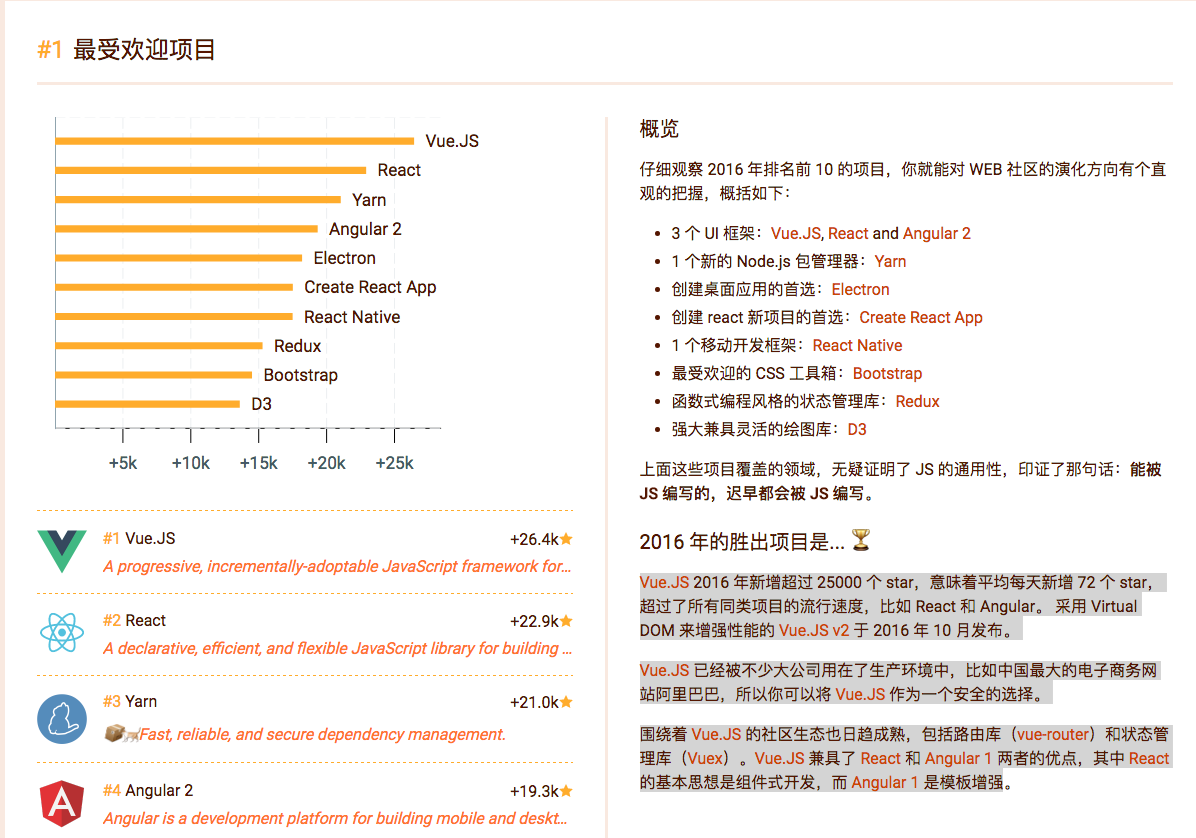 #1 最受欢迎项目
Vue.JS
React
Yarn
Angular 2
Electron
Create React App
React Native
Redux
Bootstrap
D3
+5k +10k +15k +20k +25k
#1 Vue.JS +26.4k
A progressive, incrementally-adoptable JavaScript framework for...
#2 React +22.9k
A declarative, efficient, and flexible JavaScript library for building ...
#3 Yarn +21.0k
📦🐈Fast, reliable, and secure dependency management.
#4 Angular 2 +19.3k
Angular is a development platform for building mobile and deskt...
概览
仔细观察 2016 年排名前 10 的项目，你就能对 WEB 社区的演化方向有个直
观的把握，概括如下：
• 3 个 UI 框架：Vue.JS, React and Angular 2
• 1 个新的 Node.js 包管理器：Yarn
• 创建桌面应用的首选：Electron
• 创建 react 新项目的首选：Create React App
• 1 个移动开发框架：React Native
• 最受欢迎的 CSS 工具箱：Bootstrap
• 函数式编程风格的状态管理库：Redux
• 强大兼具灵活的绘图库：D3
上面这些项目覆盖的领域，无疑证明了 JS 的通用性，印证了那句话：能被
JS 编写的，迟早都会被 JS 编写。
2016 年的胜出项目是... 🏆
Vue.JS 2016 年新增超过 25000 个 star，意味着平均每天新增 72 个 star，
超过了所有同类项目的流行速度，比如 React 和 Angular。 采用 Virtual
DOM 来增强性能的 Vue.JS v2 于 2016 年 10 月发布。
Vue.JS 已经被不少大公司用在了生产环境中，比如中国最大的电子商务网
站阿里巴巴，所以你可以将 Vue.JS 作为一个安全的选择。
围绕着 Vue.JS 的社区生态也日趋成熟，包括路由库（vue-router）和状态管
理库（Vuex）。Vue.JS 兼具了 React 和 Angular 1 两者的优点，其中 React
的基本思想是组件式开发，而 Angular 1 是模板增强。